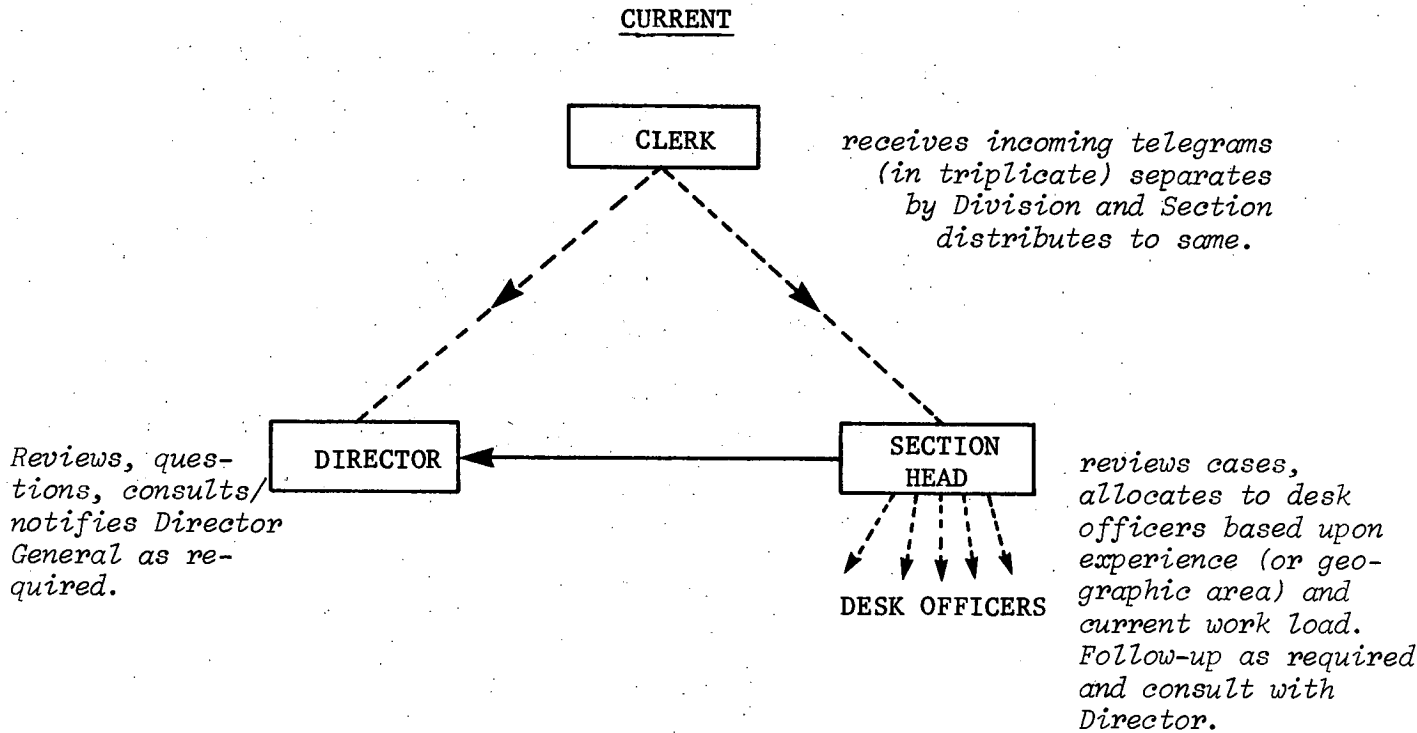 CURRENT
CLERK
receives incoming telegrams
(in triplicate) separates
by Division and Section
distributes to same.
DIRECTOR
Reviews, ques-
tions, consults/
notifies Director
General as re-
quired.
SECTION
HEAD
DESK OFFICERS
reviews cases,
allocates to desk
officers based upon
experience (or geo-
graphic area) and
current work load.
Follow-up as required
and consult with
Director.